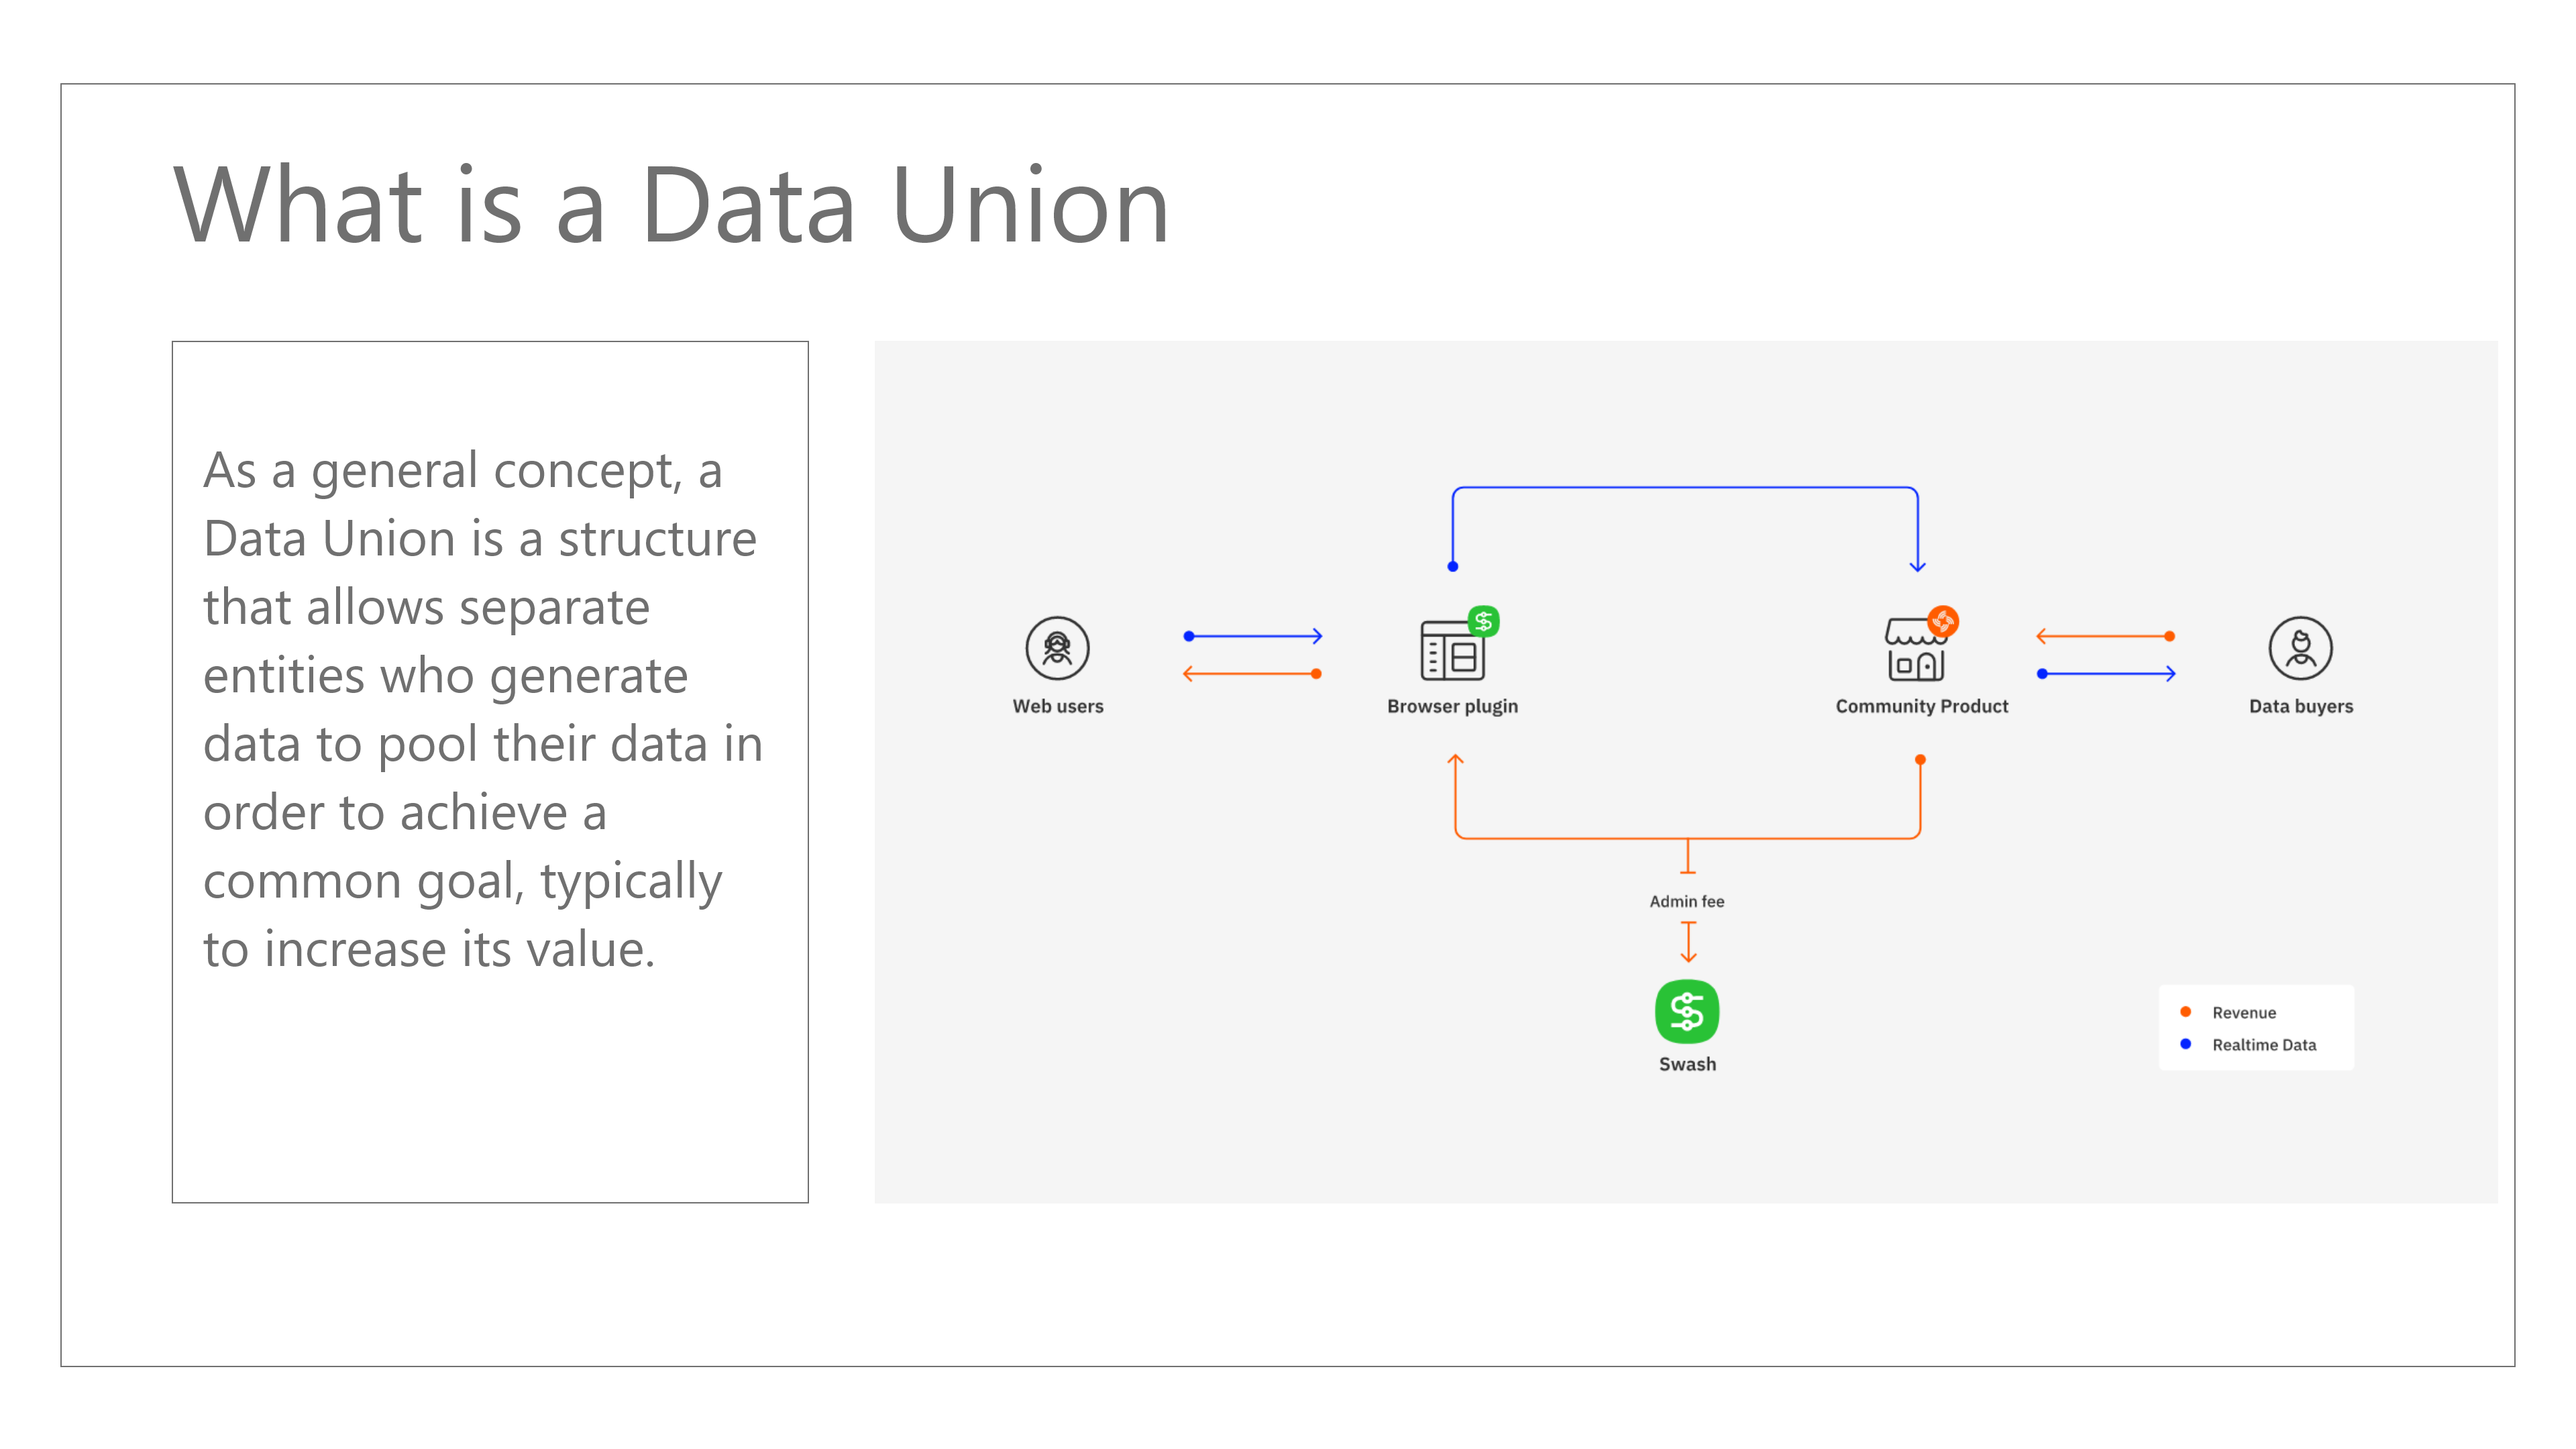 What is a Data Union
As a general concept, a
Data Union is a structure
that allows separate
entities who generate
data to pool their data in
order to achieve a
common goal, typically
to increase its value.
Web users
Browser plugin
Community Product
Data buyers
Admin fee
Swash
Revenue
Realtime Data